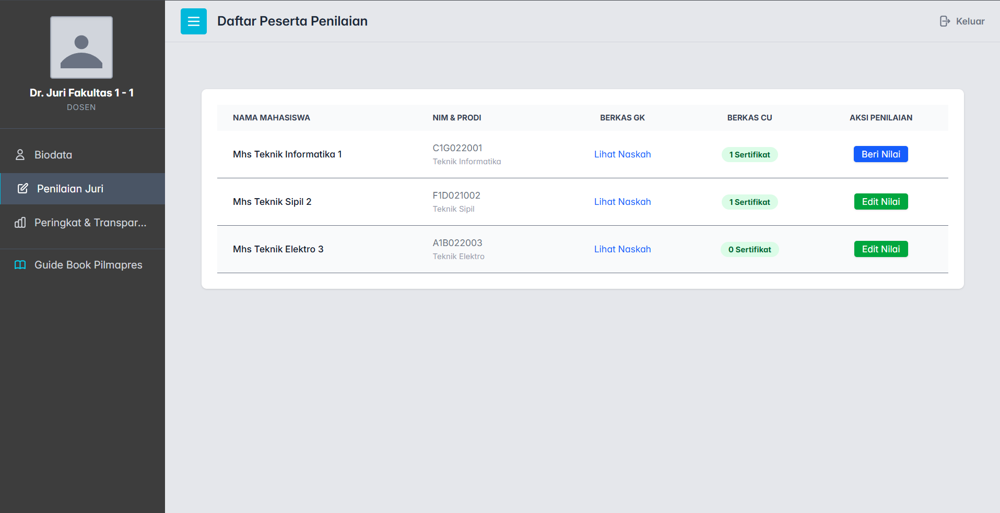 Dr. Juri Fakultas 1 - 1
DOSEN
Biodata
Penilaian Juri
Peringkat & Transpar...
Guide Book Pilmapres
Daftar Peserta Penilaian
Keluar
NAMA MAHASISWA NIM & PRODI BERKAS GK BERKAS CU AKSI PENILAIAN
Mhs Teknik Informatika 1 C1G022001 Lihat Naskah 1 Sertifikat Beri Nilai
Teknik Informatika
Mhs Teknik Sipil 2 F1D021002 Lihat Naskah 1 Sertifikat Edit Nilai
Teknik Sipil
Mhs Teknik Elektro 3 A1B022003 Lihat Naskah 0 Sertifikat Edit Nilai
Teknik Elektro